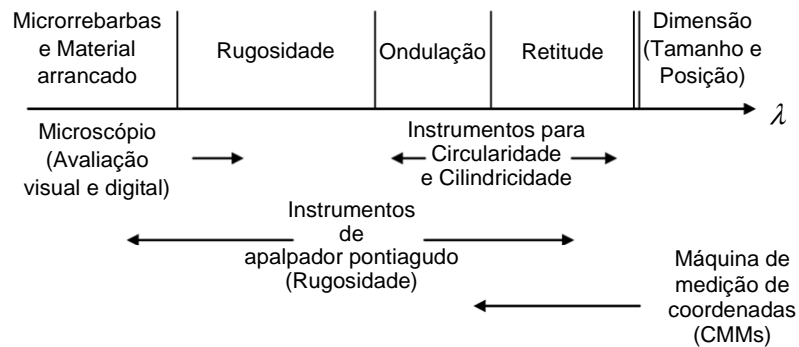 Microrrebarbas
e Material
arrancado
Rugosidade
Ondulação
Retitude
Dimensão
(Tamanho e
Posição)
λ
Microscópio
(Avaliação
visual e digital)
Instrumentos para
Circularidade
e Cilindricidade
Instrumentos
de
apalpador pontiagudo
(Rugosidade)
Máquina de
medição de
coordenadas
(CMMs)